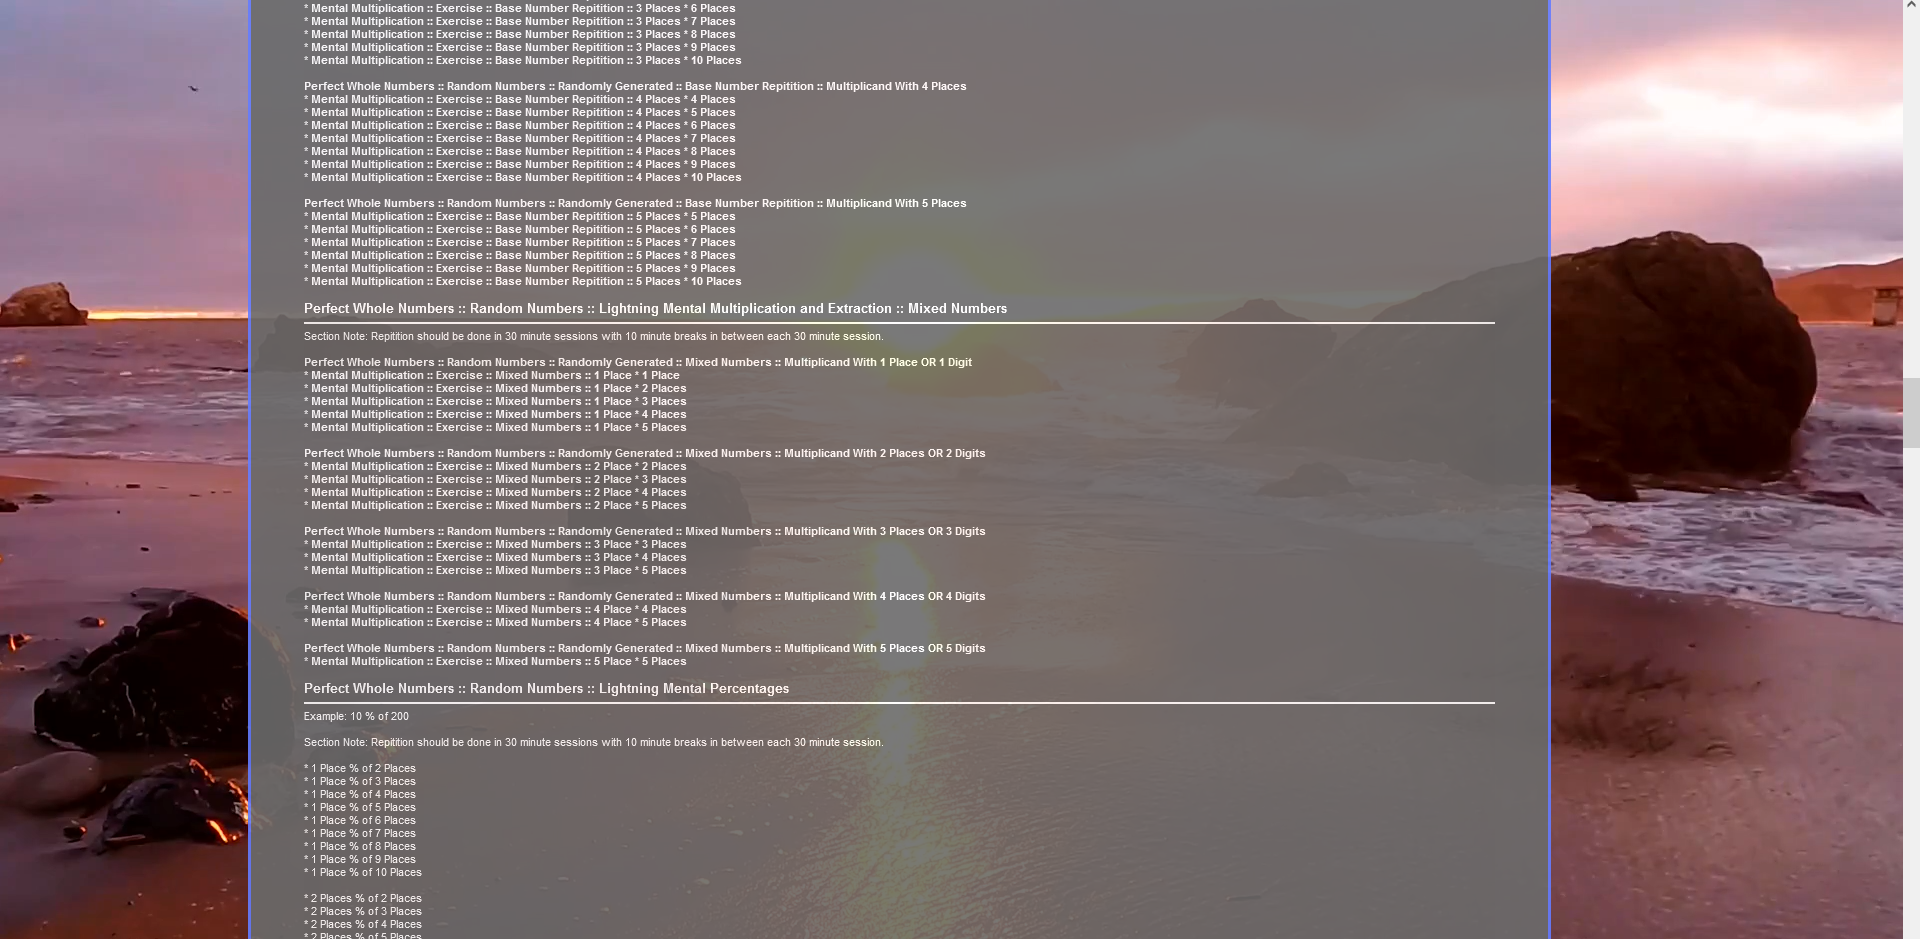 * Mental Multiplication :: Exercise :: Base Number Repitition :: 3 Places * 6 Places
* Mental Multiplication :: Exercise :: Base Number Repitition :: 3 Places * 7 Places
* Mental Multiplication :: Exercise :: Base Number Repitition :: 3 Places * 8 Places
* Mental Multiplication :: Exercise :: Base Number Repitition :: 3 Places * 9 Places
* Mental Multiplication :: Exercise :: Base Number Repitition :: 3 Places * 10 Places
Perfect Whole Numbers :: Random Numbers :: Randomly Generated :: Base Number Repitition :: Multiplicand With 4 Places
* Mental Multiplication :: Exercise :: Base Number Repitition :: 4 Places * 4 Places
* Mental Multiplication :: Exercise :: Base Number Repitition :: 4 Places * 5 Places
* Mental Multiplication :: Exercise :: Base Number Repitition :: 4 Places * 6 Places
* Mental Multiplication :: Exercise :: Base Number Repitition :: 4 Places * 7 Places
* Mental Multiplication :: Exercise :: Base Number Repitition :: 4 Places * 8 Places
* Mental Multiplication :: Exercise :: Base Number Repitition :: 4 Places * 9 Places
* Mental Multiplication :: Exercise :: Base Number Repitition :: 4 Places * 10 Places
Perfect Whole Numbers :: Random Numbers :: Randomly Generated :: Base Number Repitition :: Multiplicand With 5 Places
* Mental Multiplication :: Exercise :: Base Number Repitition :: 5 Places * 5 Places
* Mental Multiplication :: Exercise :: Base Number Repitition :: 5 Places * 6 Places
* Mental Multiplication :: Exercise :: Base Number Repitition :: 5 Places * 7 Places
* Mental Multiplication :: Exercise :: Base Number Repitition :: 5 Places * 8 Places
* Mental Multiplication :: Exercise :: Base Number Repitition :: 5 Places * 9 Places
* Mental Multiplication :: Exercise :: Base Number Repitition :: 5 Places * 10 Places
Perfect Whole Numbers :: Random Numbers :: Lightning Mental Multiplication and Extraction :: Mixed Numbers
Section Note: Repitition should be done in 30 minute sessions with 10 minute breaks in between each 30 minute session.
Perfect Whole Numbers :: Random Numbers :: Randomly Generated :: Mixed Numbers :: Multiplicand With 1 Place OR 1 Digit
* Mental Multiplication :: Exercise :: Mixed Numbers :: 1 Place * 1 Place
* Mental Multiplication :: Exercise :: Mixed Numbers :: 1 Place * 2 Places
* Mental Multiplication :: Exercise :: Mixed Numbers :: 1 Place * 3 Places
* Mental Multiplication :: Exercise :: Mixed Numbers :: 1 Place * 4 Places
* Mental Multiplication :: Exercise :: Mixed Numbers :: 1 Place * 5 Places
Perfect Whole Numbers :: Random Numbers :: Randomly Generated :: Mixed Numbers :: Multiplicand With 2 Places OR 2 Digits
* Mental Multiplication :: Exercise :: Mixed Numbers :: 2 Place * 2 Places
* Mental Multiplication :: Exercise :: Mixed Numbers :: 2 Place * 3 Places
* Mental Multiplication :: Exercise :: Mixed Numbers :: 2 Place * 4 Places
* Mental Multiplication :: Exercise :: Mixed Numbers :: 2 Place * 5 Places
Perfect Whole Numbers :: Random Numbers :: Randomly Generated :: Mixed Numbers :: Multiplicand With 3 Places OR 3 Digits
* Mental Multiplication :: Exercise :: Mixed Numbers :: 3 Place * 3 Places
* Mental Multiplication :: Exercise :: Mixed Numbers :: 3 Place * 4 Places
* Mental Multiplication :: Exercise :: Mixed Numbers :: 3 Place * 5 Places
Perfect Whole Numbers :: Random Numbers :: Randomly Generated :: Mixed Numbers :: Multiplicand With 4 Places OR 4 Digits
* Mental Multiplication :: Exercise :: Mixed Numbers :: 4 Place * 4 Places
* Mental Multiplication :: Exercise :: Mixed Numbers :: 4 Place * 5 Places
Perfect Whole Numbers :: Random Numbers :: Randomly Generated :: Mixed Numbers :: Multiplicand With 5 Places OR 5 Digits
* Mental Multiplication :: Exercise :: Mixed Numbers :: 5 Place * 5 Places
Perfect Whole Numbers :: Random Numbers :: Lightning Mental Percentages
Example: 10 % of 200
Section Note: Repitition should be done in 30 minute sessions with 10 minute breaks in between each 30 minute session.
* 1 Place % of 2 Places
* 1 Place % of 3 Places
* 1 Place % of 4 Places
* 1 Place % of 5 Places
* 1 Place % of 6 Places
* 1 Place % of 7 Places
* 1 Place % of 8 Places
* 1 Place % of 9 Places
* 1 Place % of 10 Places
* 2 Places % of 2 Places
* 2 Places % of 3 Places
* 2 Places % of 4 Places
* 2 Places % of 5 Places